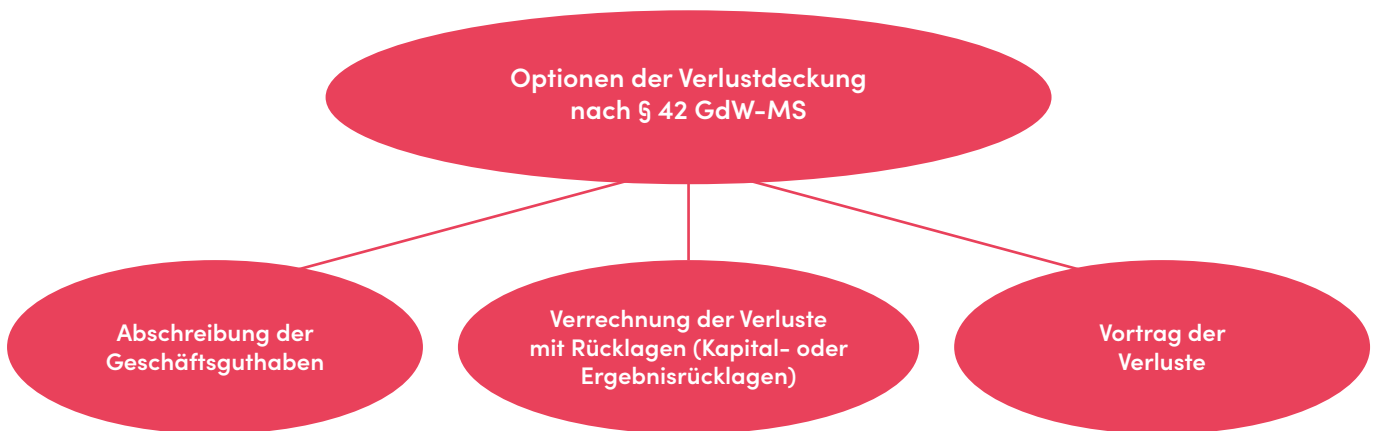 Optionen der Verlustdeckung
nach § 42 GdW-MS
Abschreibung der
Geschäftsguthaben
Verrechnung der Verluste
mit Rücklagen (Kapital- oder
Ergebnisrücklagen)
Vortrag der
Verluste